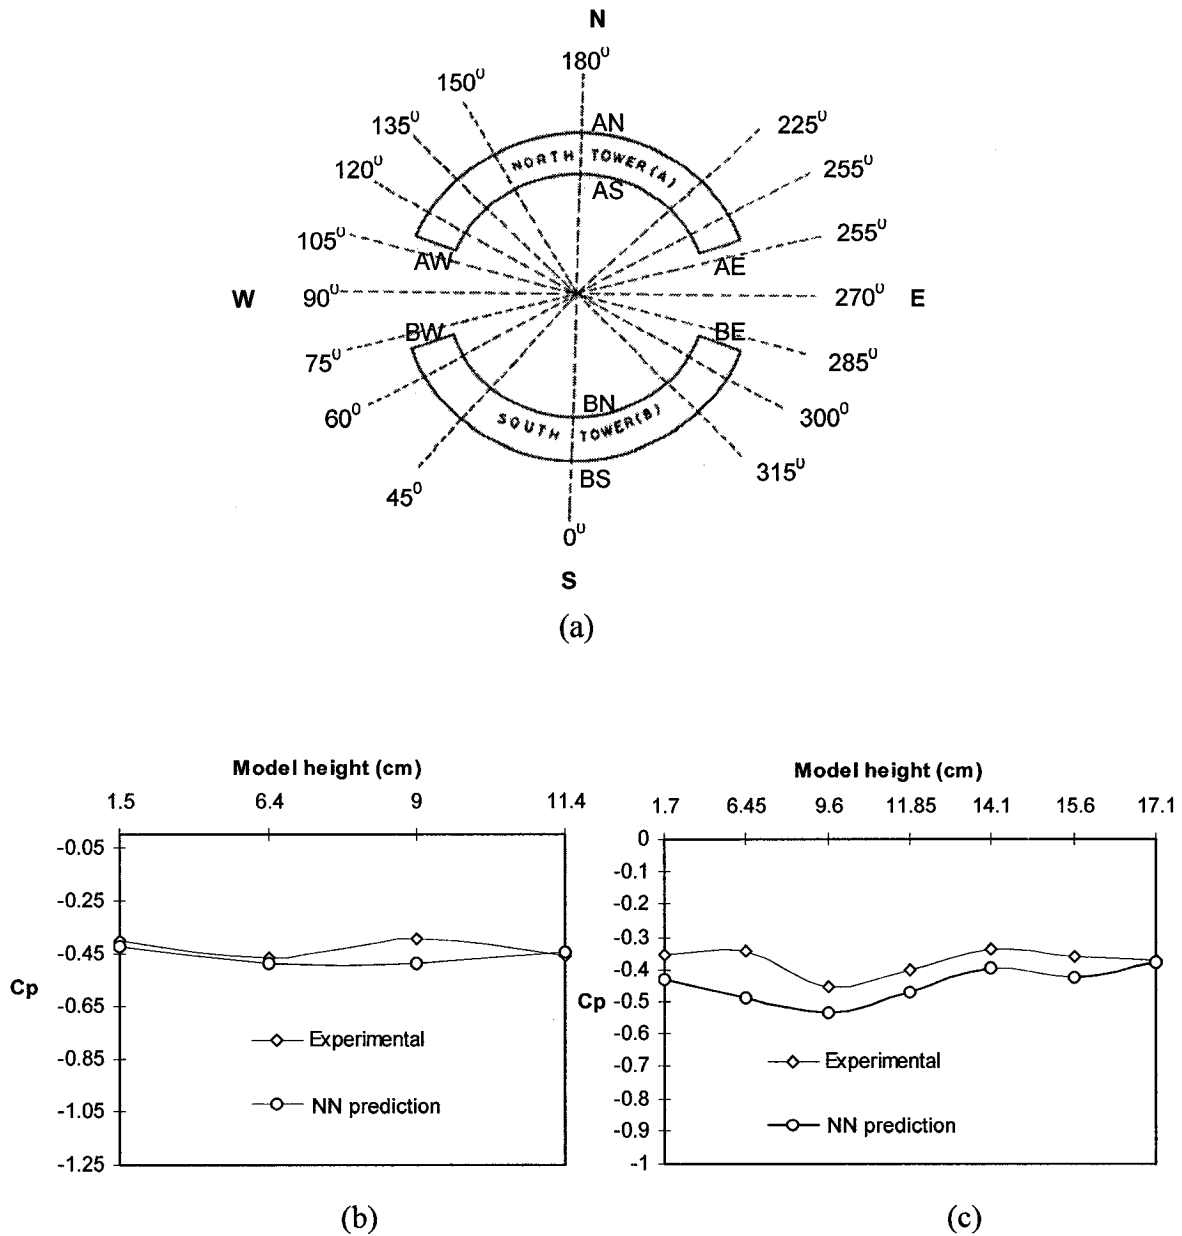 N
180⁰
150⁰
135⁰
120⁰
105⁰
W
90⁰
75⁰
60⁰
45⁰
0⁰
S
225⁰
255⁰
255⁰
270⁰ E
285⁰
300⁰
315⁰
AN
NORTH TOWER(A)
AS
AW
AE
BW
BE
BN
SOUTH TOWER(B)
BS
(a)
Model height (cm)
1.5 6.4 9 11.4
-0.05
-0.25
-0.45
Cp
-0.65
-0.85
-1.05
-1.25
Experimental
NN prediction
(b)
Model height (cm)
1.7 6.45 9.6 11.85 14.1 15.6 17.1
0
-0.1
-0.2
-0.3
-0.4
Cp
-0.5
-0.6
-0.7
-0.8
-0.9
-1
Experimental
NN prediction
(c)